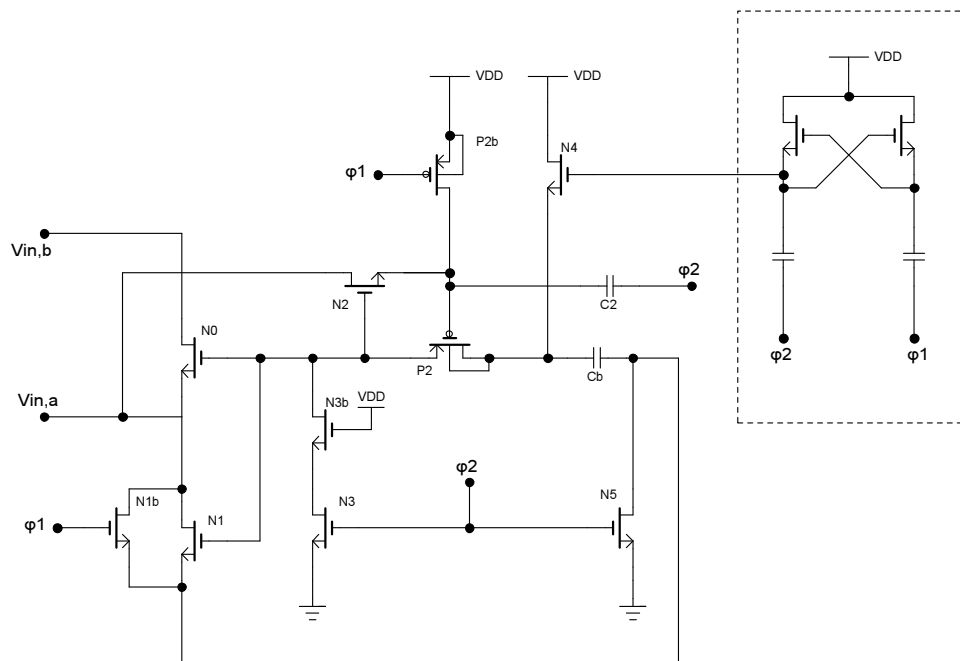 VDD
VDD
VDD
P2b
N4
φ1
Vin,b
φ2
N2
C2
N0
φ2
φ1
P2
Cb
VDD
Vin,a
N3b
φ2
N1b
N3
N5
φ1
N1